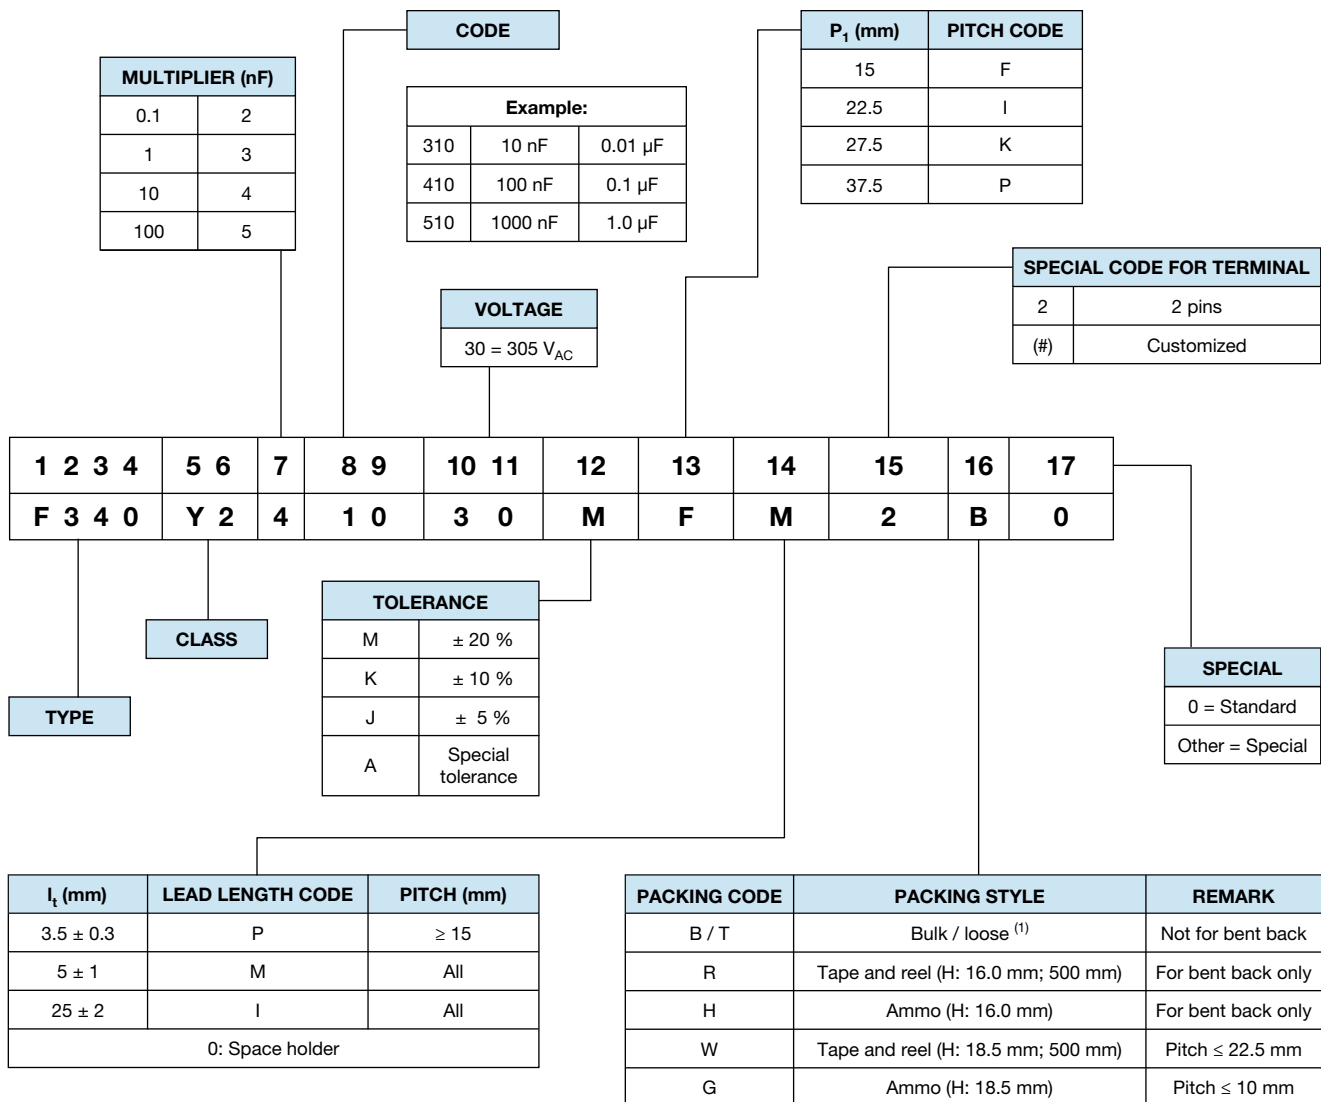 CODE
P1 (mm) PITCH CODE
15 F
22.5 I
27.5 K
37.5 P
MULTIPLIER (nF)
0.1 2
1 3
10 4
100 5
Example:
310 10 nF 0.01 µF
410 100 nF 0.1 µF
510 1000 nF 1.0 µF
SPECIAL CODE FOR TERMINAL
2 2 pins
(#) Customized
VOLTAGE
30 = 305 VAC
1 2 3 4 5 6 7 8 9 10 11 12 13 14 15 16 17
F 3 4 0 Y 2 4 1 0 3 0 M F M 2 B 0
TYPE
CLASS
TOLERANCE
M ± 20 %
K ± 10 %
J ± 5 %
A Special
tolerance
SPECIAL
0 = Standard
Other = Special
lt (mm) LEAD LENGTH CODE PITCH (mm)
3.5 ± 0.3 P ≥ 15
5 ± 1 M All
25 ± 2 I All
0: Space holder
PACKING CODE PACKING STYLE REMARK
B / T Bulk / loose (1) Not for bent back
R Tape and reel (H: 16.0 mm; 500 mm) For bent back only
H Ammo (H: 16.0 mm) For bent back only
W Tape and reel (H: 18.5 mm; 500 mm) Pitch ≤ 22.5 mm
G Ammo (H: 18.5 mm) Pitch ≤ 10 mm